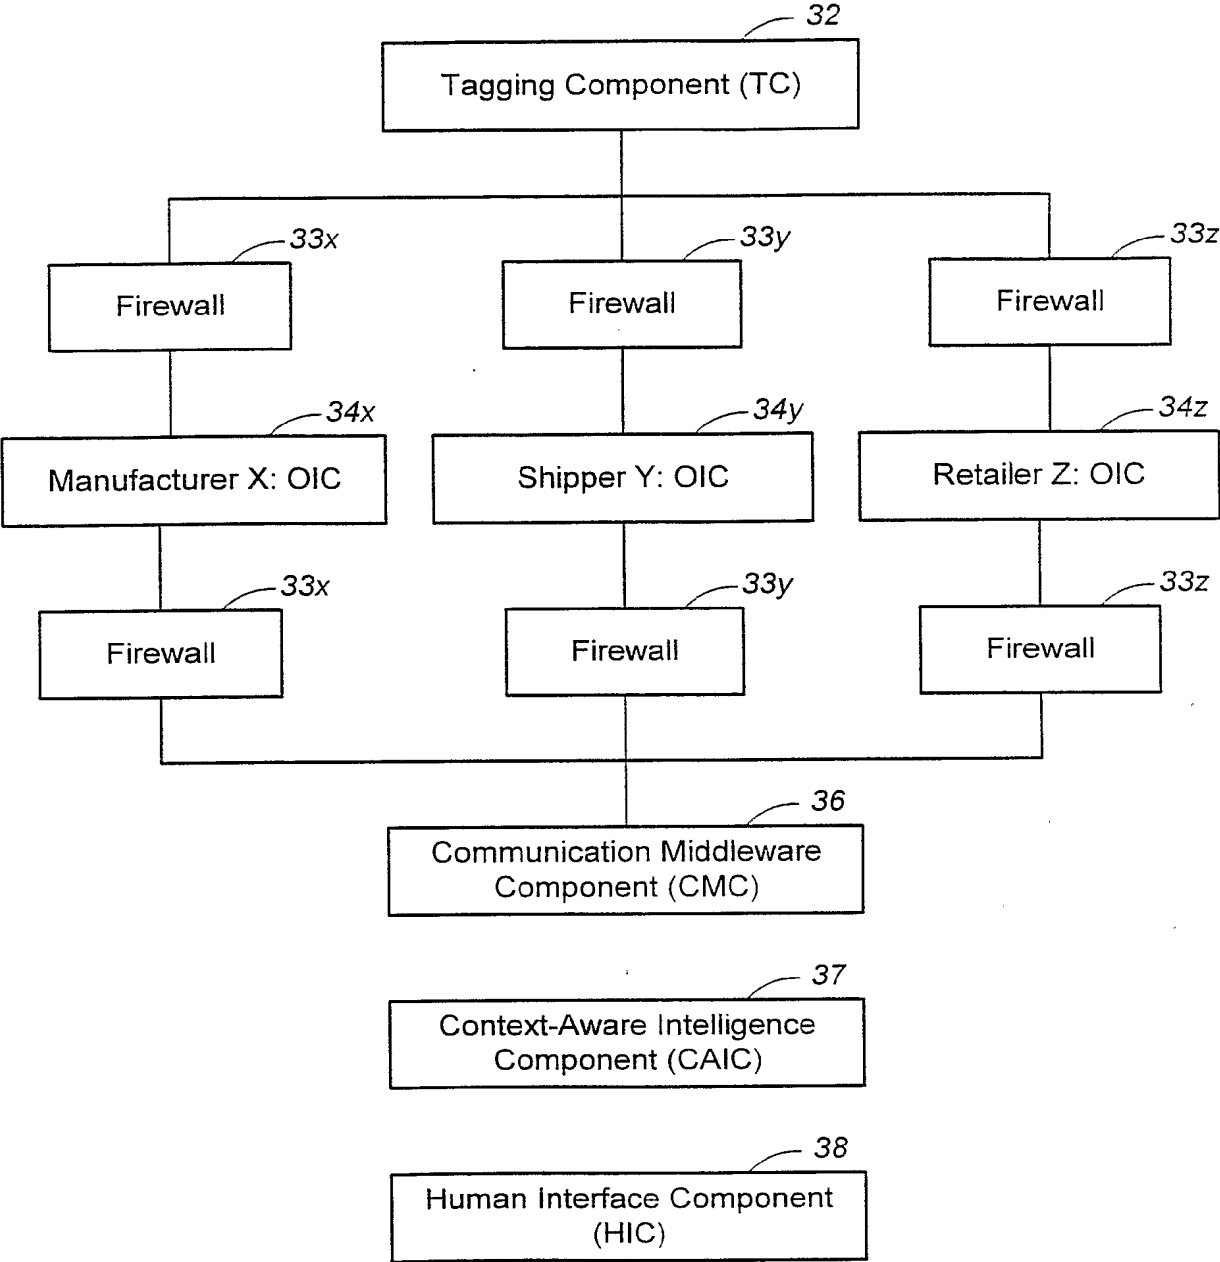 32
Tagging Component (TC)
33x
33y
33z
Firewall
Firewall
Firewall
34x
34y
34z
Manufacturer X: OIC
Shipper Y: OIC
Retailer Z: OIC
33x
33y
33z
Firewall
Firewall
Firewall
36
Communication Middleware
Component (CMC)
37
Context-Aware Intelligence
Component (CAIC)
38
Human Interface Component
(HIC)